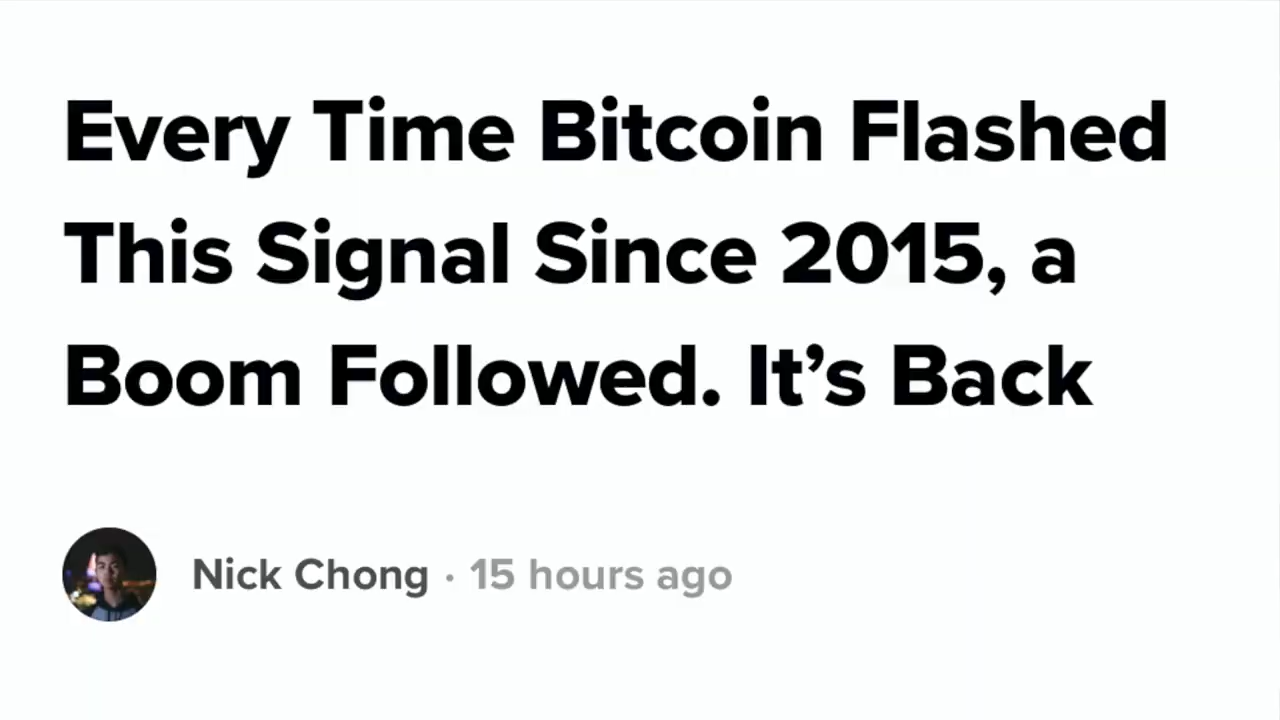 Every Time Bitcoin Flashed
This Signal Since 2015, a
Boom Followed. It’s Back
Nick Chong · 15 hours ago